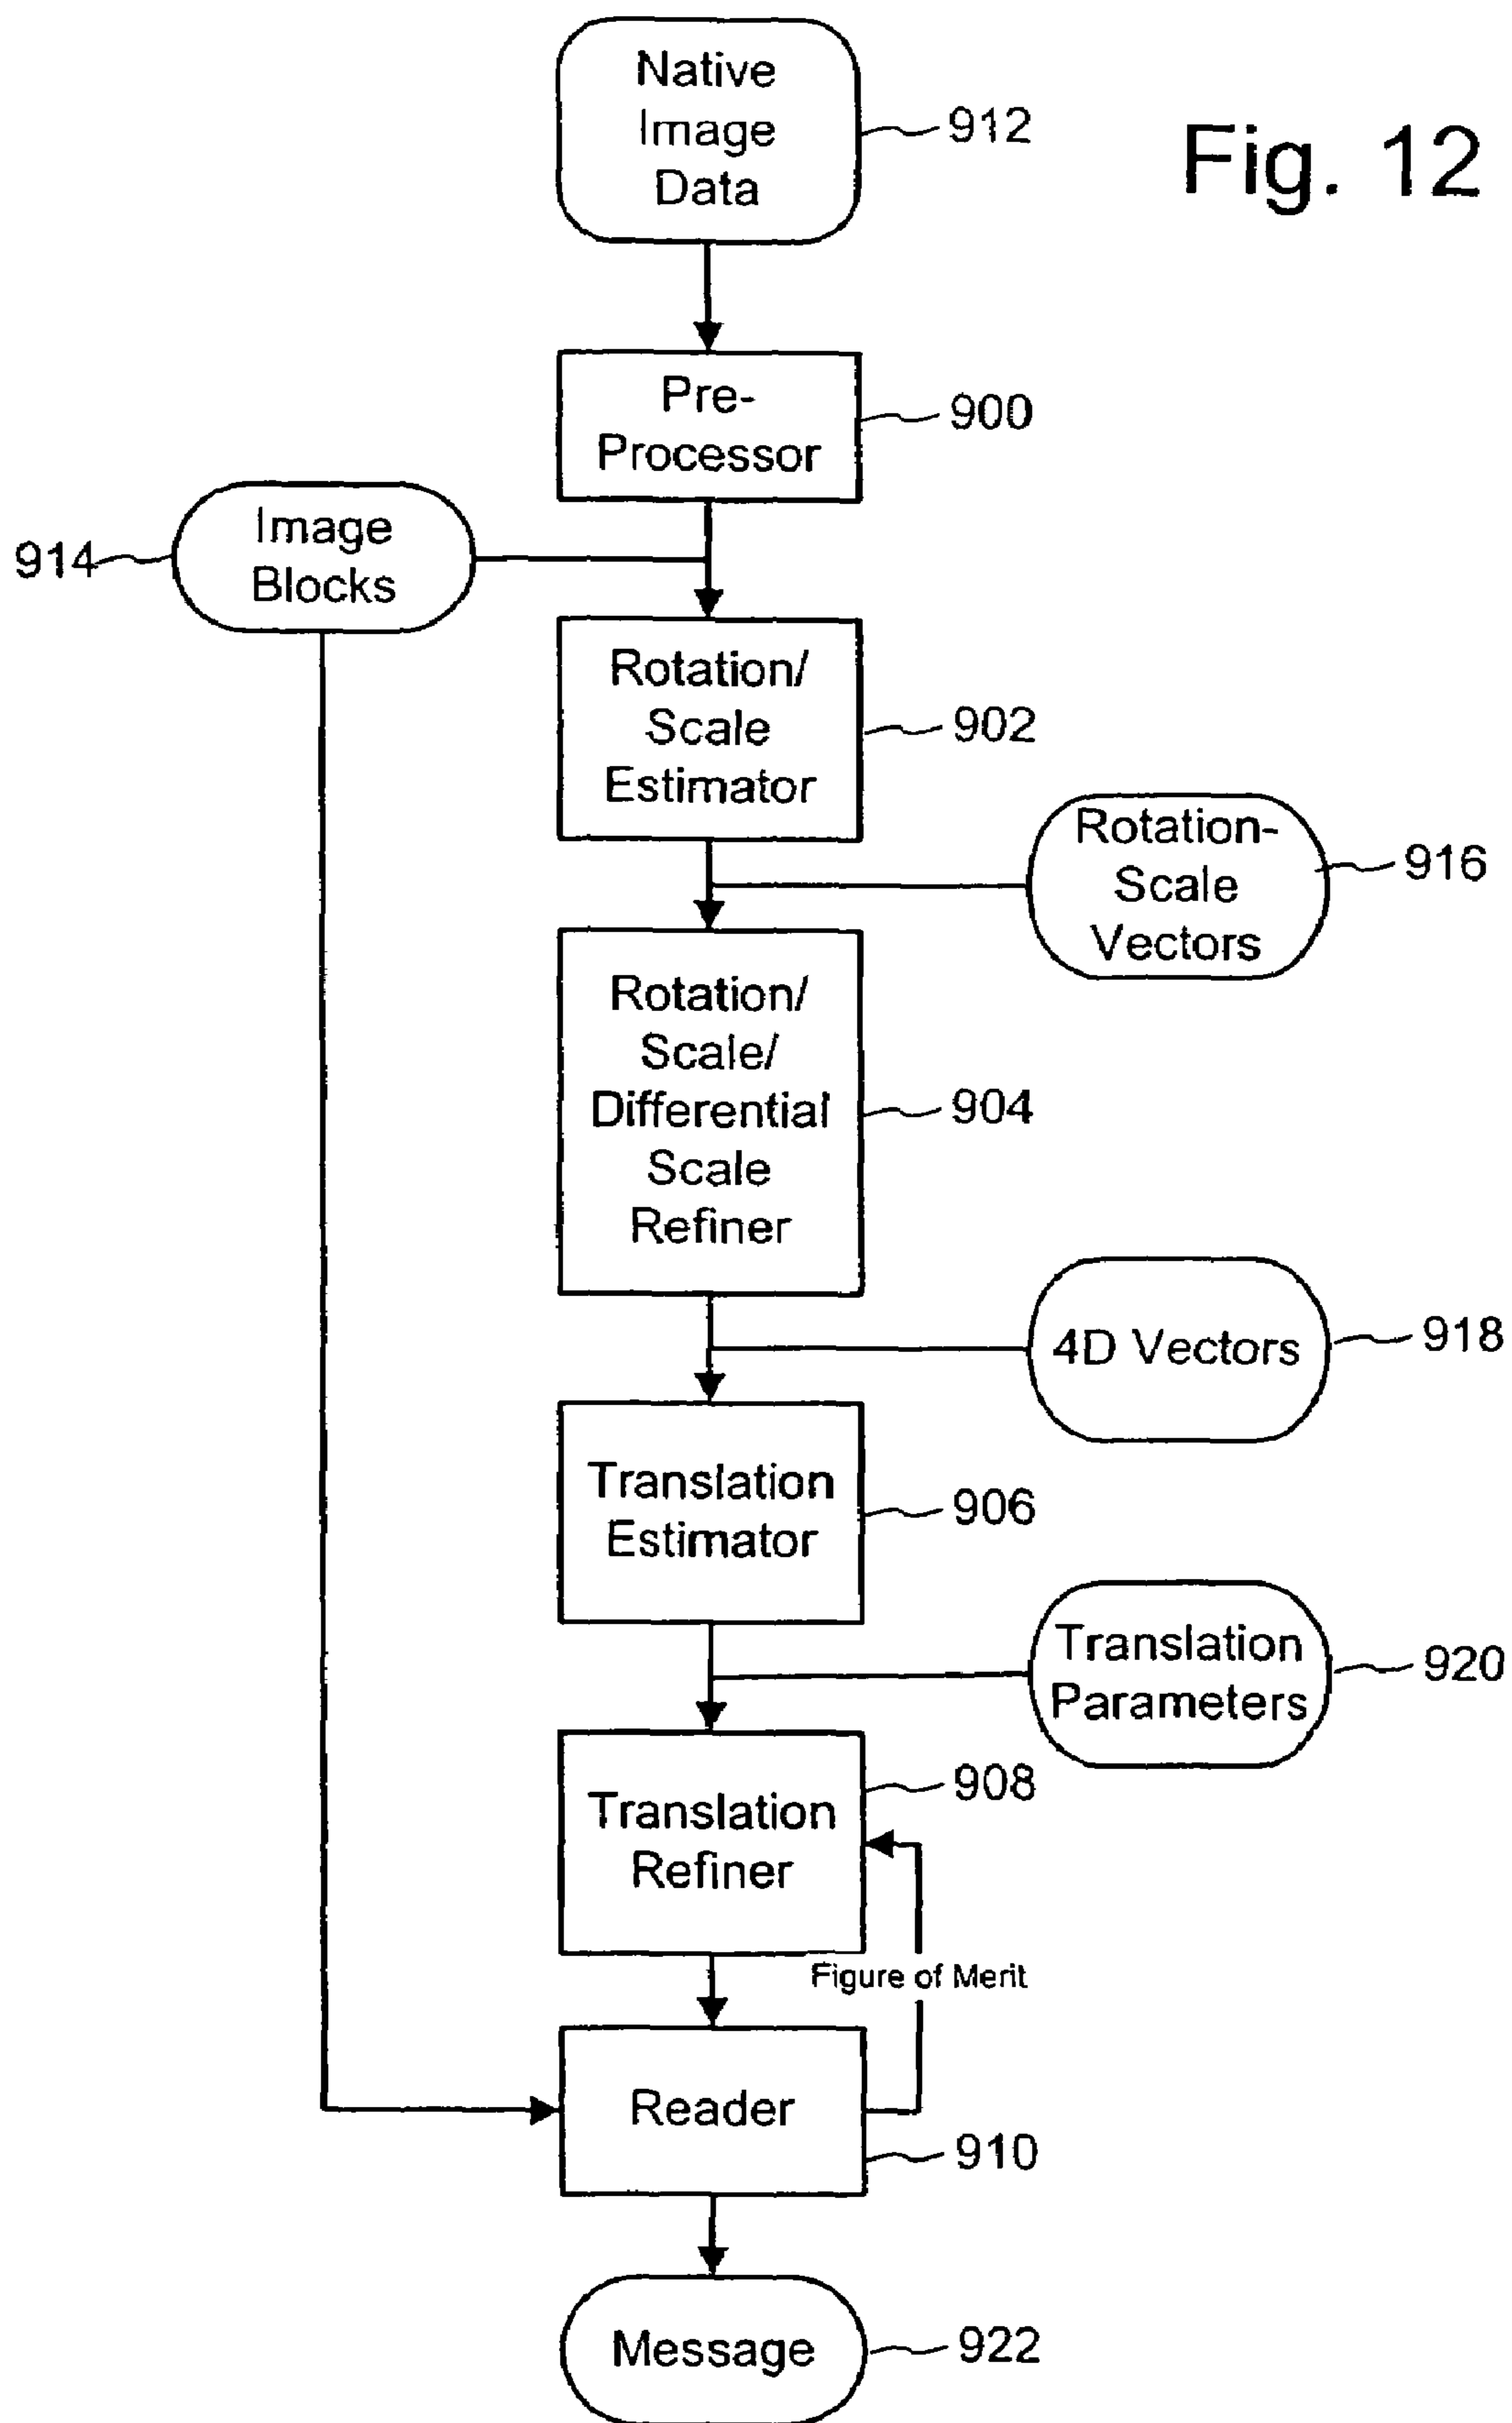 Native
Image
Data
912
Fig. 12
Pre-
Processor
900
Image
Blocks
914
Rotation/
Scale
Estimator
902
Rotation-
Scale
Vectors
916
Rotation/
Scale/
Differential
Scale
Refiner
904
4D Vectors
918
Translation
Estimator
906
Translation
Parameters
920
908
Translation
Refiner
Figure of Merit
Reader
910
Message
922